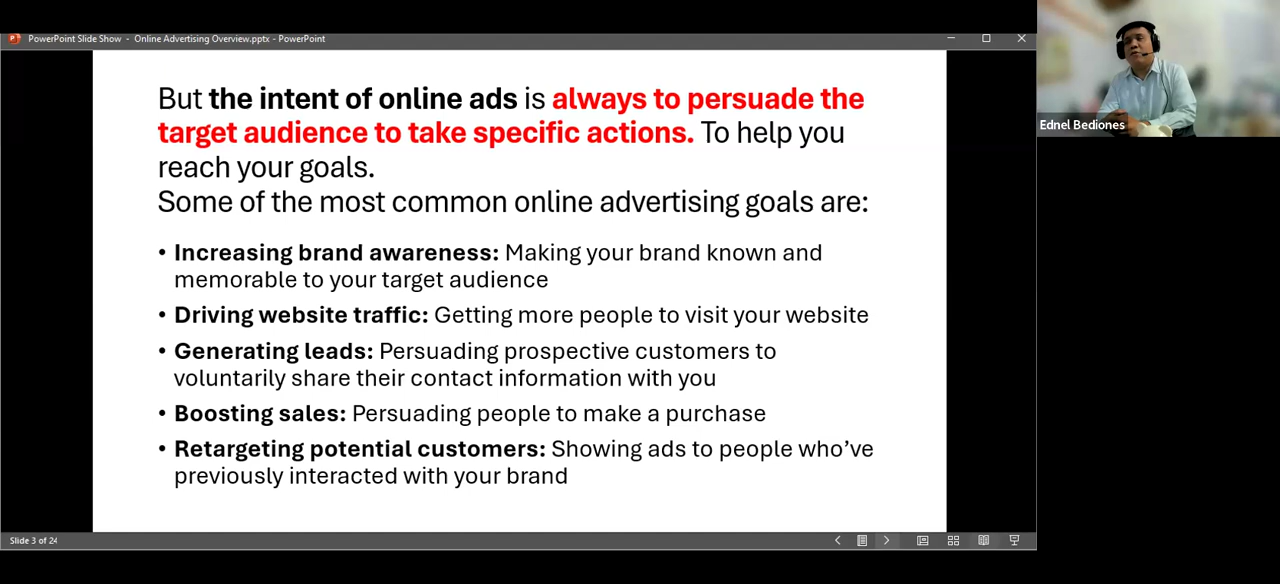 PowerPoint Slide Show - Online Advertising Overview.pptx - PowerPoint
But the intent of online ads is always to persuade the
target audience to take specific actions. To help you
reach your goals.
Some of the most common online advertising goals are:
• Increasing brand awareness: Making your brand known and
memorable to your target audience
• Driving website traffic: Getting more people to visit your website
• Generating leads: Persuading prospective customers to
voluntarily share their contact information with you
• Boosting sales: Persuading people to make a purchase
• Retargeting potential customers: Showing ads to people who’ve
previously interacted with your brand
Slide 3 of 24
Ednel Bediones